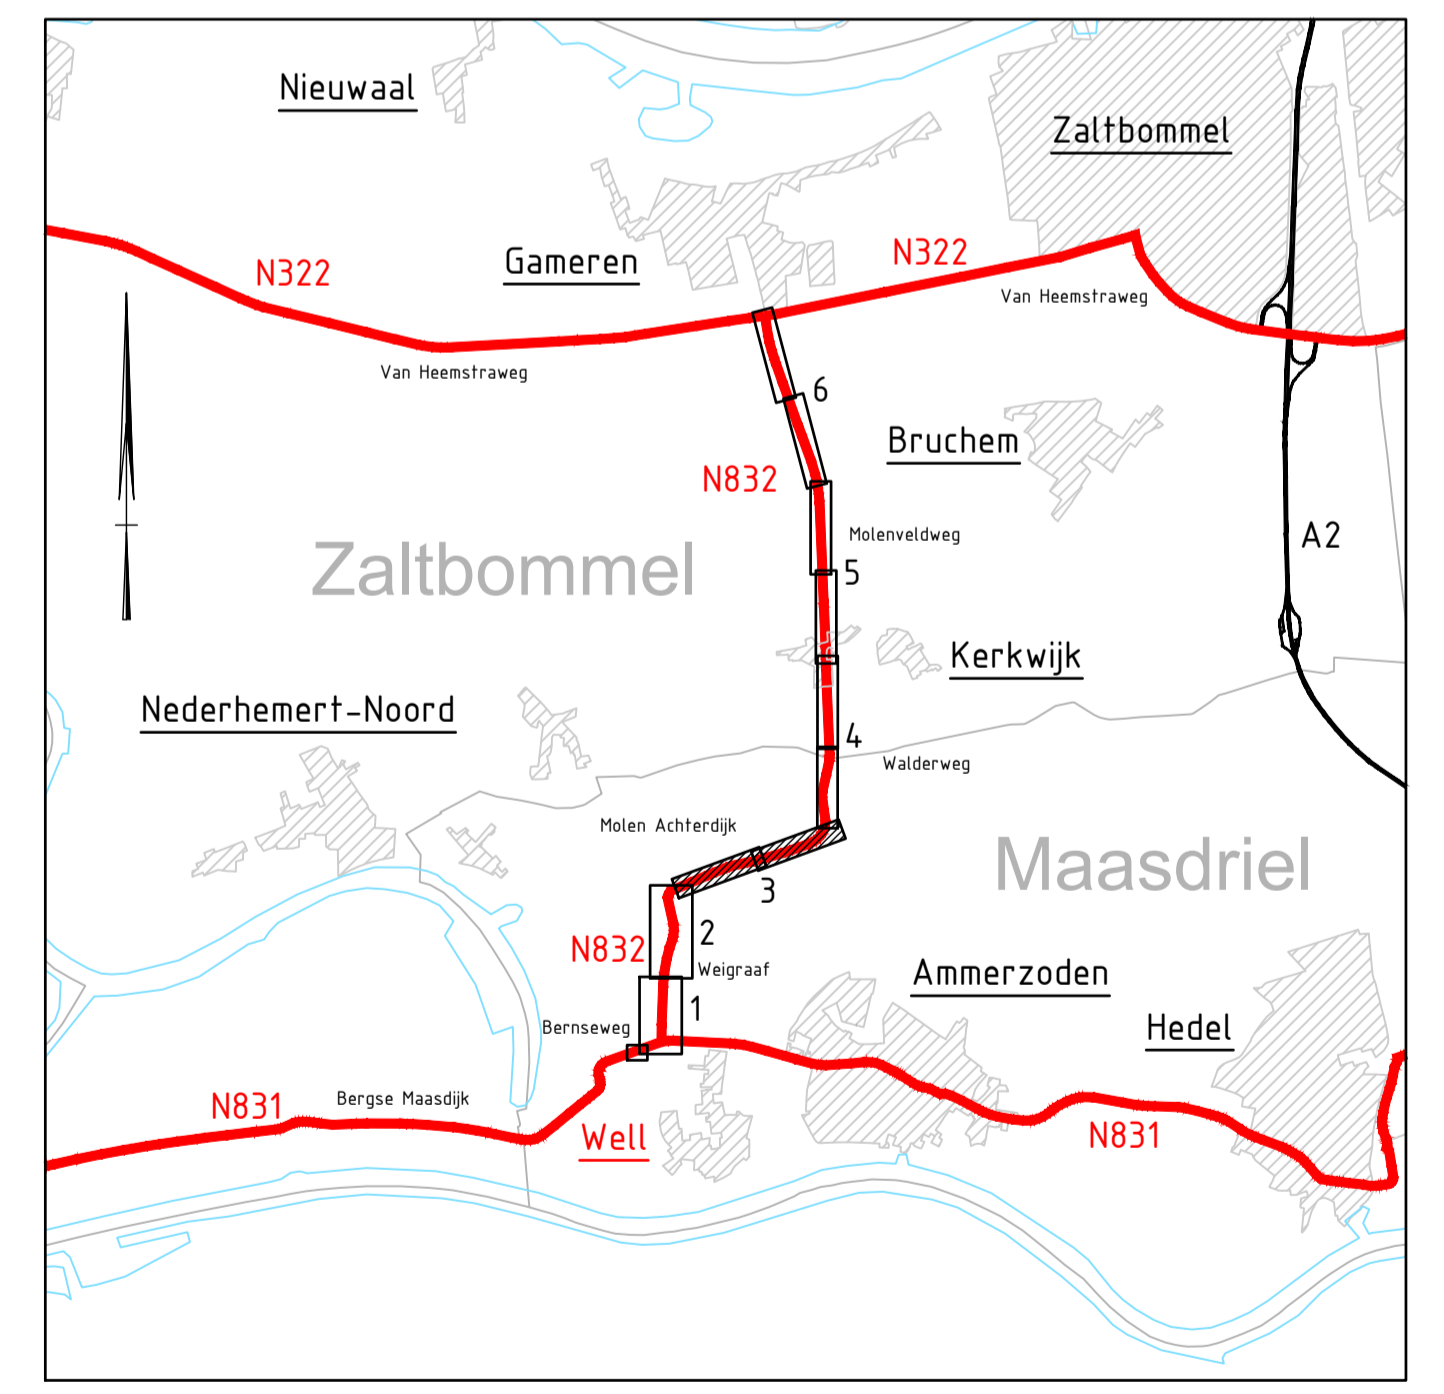 Nieuwaal
Zaltbommel
N322
Gameren
N322
Van Heemstraweg
Van Heemstraweg
6
Bruchem
N832
Molenveldweg
A2
Zaltbommel
5
Kerkwijk
Nederhemert-Noord
4
Walderweg
Molen Achterdijk
Maasdriel
3
2
N832
Weigraaf
Ammerzoden
1
Bernseweg
Hedel
N831
Bergse Maasdijk
Well
N831